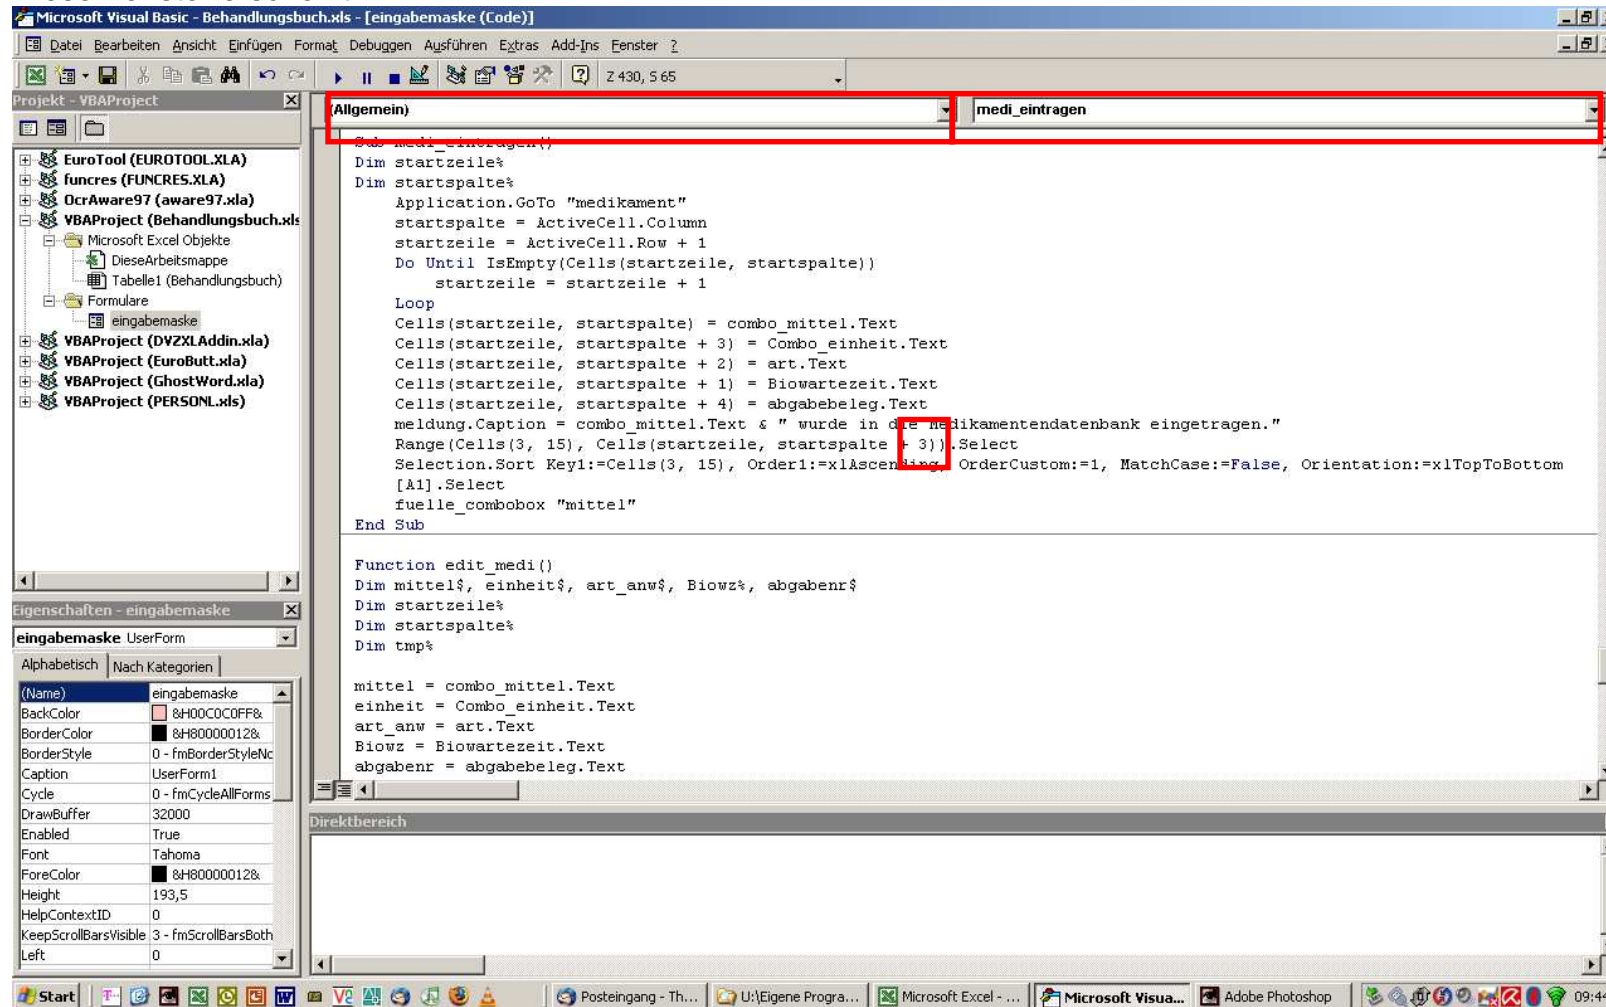 Microsoft Visual Basic - Behandlungsbuch.xls - [eingabemaske (Code)]
Datei Bearbeiten Ansicht Einfügen Format Debuggen Ausführen Extras Add-Ins Fenster ?
Z 430, S 65
Projekt - VBAProject
(Allgemein)
medi_eintragen
EuroTool (EUROTOOL.XLA)
funcres (FUNCRES.XLA)
OcrAware97 (aware97.xla)
VBAProject (Behandlungsbuch.xls
Microsoft Excel Objekte
DieseArbeitsmappe
Tabelle1 (Behandlungsbuch)
Formulare
eingabemaske
VBAProject (DVZXLAddin.xla)
VBAProject (EuroButt.xla)
VBAProject (GhostWord.xla)
VBAProject (PERSONL.xls)
Sub medi_eintragen()
Dim startzeile%
Dim startspalte%
Application.GoTo "medikament"
startspalte = ActiveCell.Column
startzeile = ActiveCell.Row + 1
Do Until IsEmpty(Cells(startzeile, startspalte))
startzeile = startzeile + 1
Loop
Cells(startzeile, startspalte) = combo_mittel.Text
Cells(startzeile, startspalte + 3) = Combo_einheit.Text
Cells(startzeile, startspalte + 2) = art.Text
Cells(startzeile, startspalte + 1) = Biowartezeit.Text
Cells(startzeile, startspalte + 4) = abgabebeleg.Text
meldung.Caption = combo_mittel.Text & " wurde in die Medikamentendatenbank eingetragen."
Range(Cells(3, 15), Cells(startzeile, startspalte + 3)).Select
Selection.Sort Key1:=Cells(3, 15), Order1:=xlAscending, OrderCustom:=1, MatchCase:=False, Orientation:=xlTopToBottom
[A1].Select
fuelle_combobox "mittel"
End Sub
Function edit_medi()
Dim mittel$, einheit$, art_anw$, Biowz%, abgabenr$
Dim startzeile%
Dim startspalte%
Dim tmp%
mittel = combo_mittel.Text
einheit = Combo_einheit.Text
art_anw = art.Text
Biowz = Biowartezeit.Text
abgabenr = abgabebeleg.Text
Eigenschaften - eingabemaske
eingabemaske UserForm
Alphabetisch Nach Kategorien
(Name) eingabemaske
BackColor &H00C0C0FF&
BorderColor &H80000012&
BorderStyle 0 - fmBorderStyleNo
Caption UserForm1
Cycle 0 - fmCycleAllForms
DrawBuffer 32000
Enabled True
Font Tahoma
ForeColor &H80000012&
Height 193,5
HelpContextID 0
KeepScrollBarsVisible 3 - fmScrollBarsBoth
Left 0
Direktbereich
Start Posteingang - Th... U:\Eigene Progra... Microsoft Excel - ... Microsoft Visua... Adobe Photoshop